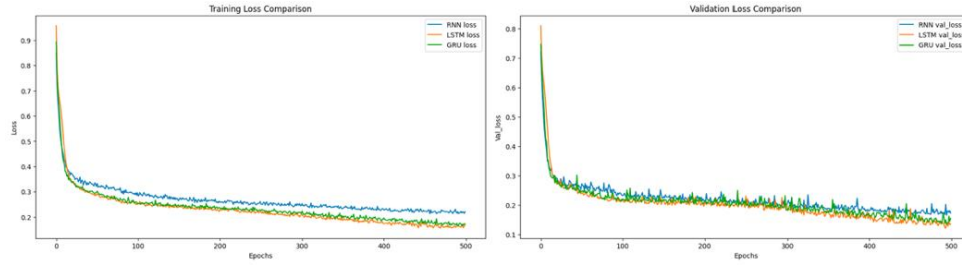 Training Loss Comparison
RNN loss
LSTM loss
GRU loss
0.9
0.8
0.7
0.6
0.5
0.4
0.3
0.2
Loss
0
100
200
300
400
500
Epochs
Validation Loss Comparison
RNN val_loss
LSTM val_loss
GRU val_loss
0.8
0.7
0.6
0.5
0.4
0.3
0.2
0.1
Val_loss
0
100
200
300
400
500
Epochs